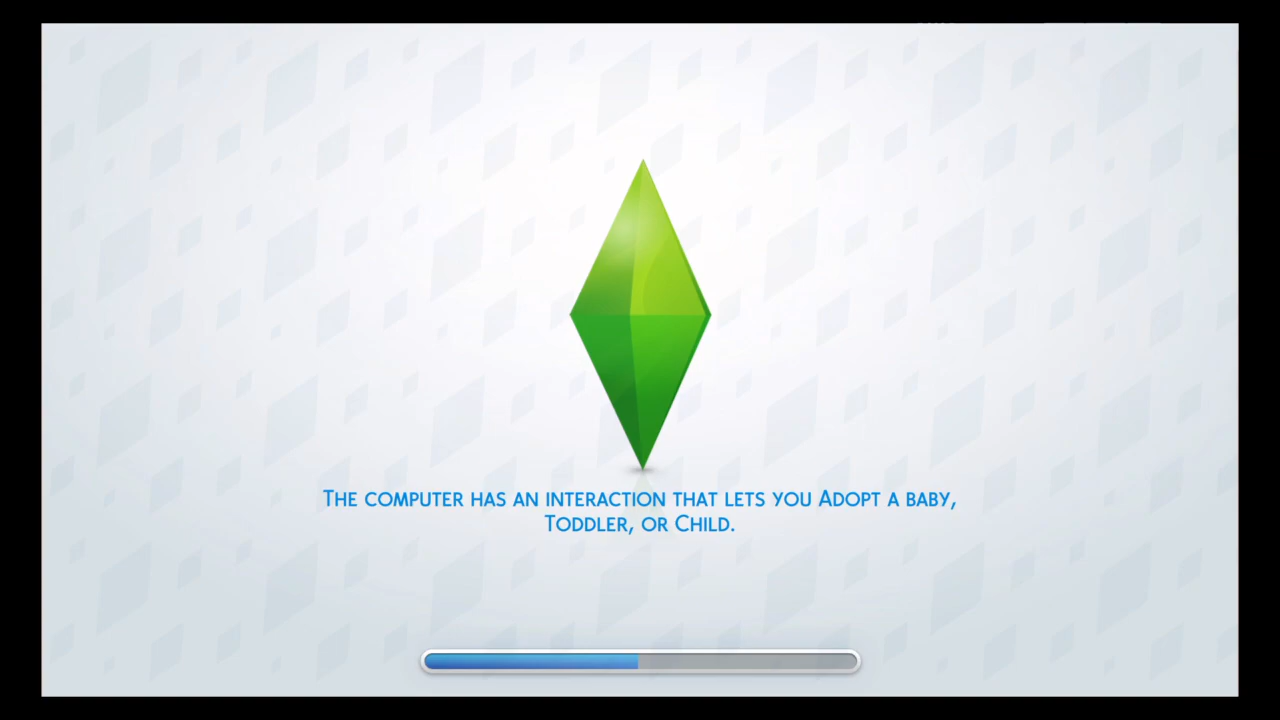 The computer has an interaction that lets you Adopt a baby,
Toddler, or Child.